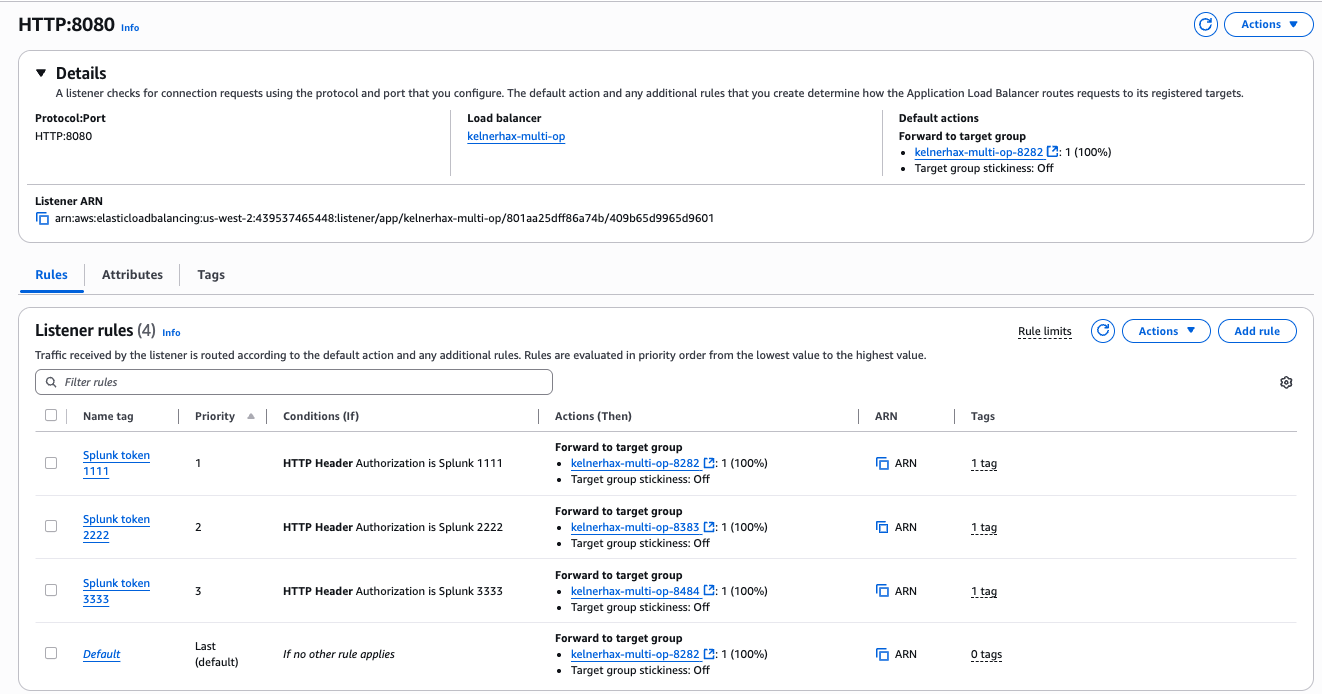 HTTP:8080 Info
Actions
Details
A listener checks for connection requests using the protocol and port that you configure. The default action and any additional rules that you create determine how the Application Load Balancer routes requests to its registered targets.
Protocol:Port
HTTP:8080
Load balancer
kelnerhax-multi-op
Default actions
Forward to target group
• kelnerhax-multi-op-8282 : 1 (100%)
• Target group stickiness: Off
Listener ARN
arn:aws:elasticloadbalancing:us-west-2:439537465448:listener/app/kelnerhax-multi-op/801aa25dff86a74b/409b65d9965d9601
Rules Attributes Tags
Listener rules (4) Info
Rule limits Actions Add rule
Traffic received by the listener is routed according to the default action and any additional rules. Rules are evaluated in priority order from the lowest value to the highest value.
Filter rules
Name tag Priority Conditions (If) Actions (Then) ARN Tags
Splunk token
1111
1
HTTP Header Authorization is Splunk 1111
Forward to target group
• kelnerhax-multi-op-8282 : 1 (100%)
• Target group stickiness: Off
ARN
1 tag
Splunk token
2222
2
HTTP Header Authorization is Splunk 2222
Forward to target group
• kelnerhax-multi-op-8383 : 1 (100%)
• Target group stickiness: Off
ARN
1 tag
Splunk token
3333
3
HTTP Header Authorization is Splunk 3333
Forward to target group
• kelnerhax-multi-op-8484 : 1 (100%)
• Target group stickiness: Off
ARN
1 tag
Default
Last
(default)
If no other rule applies
Forward to target group
• kelnerhax-multi-op-8282 : 1 (100%)
• Target group stickiness: Off
ARN
0 tags